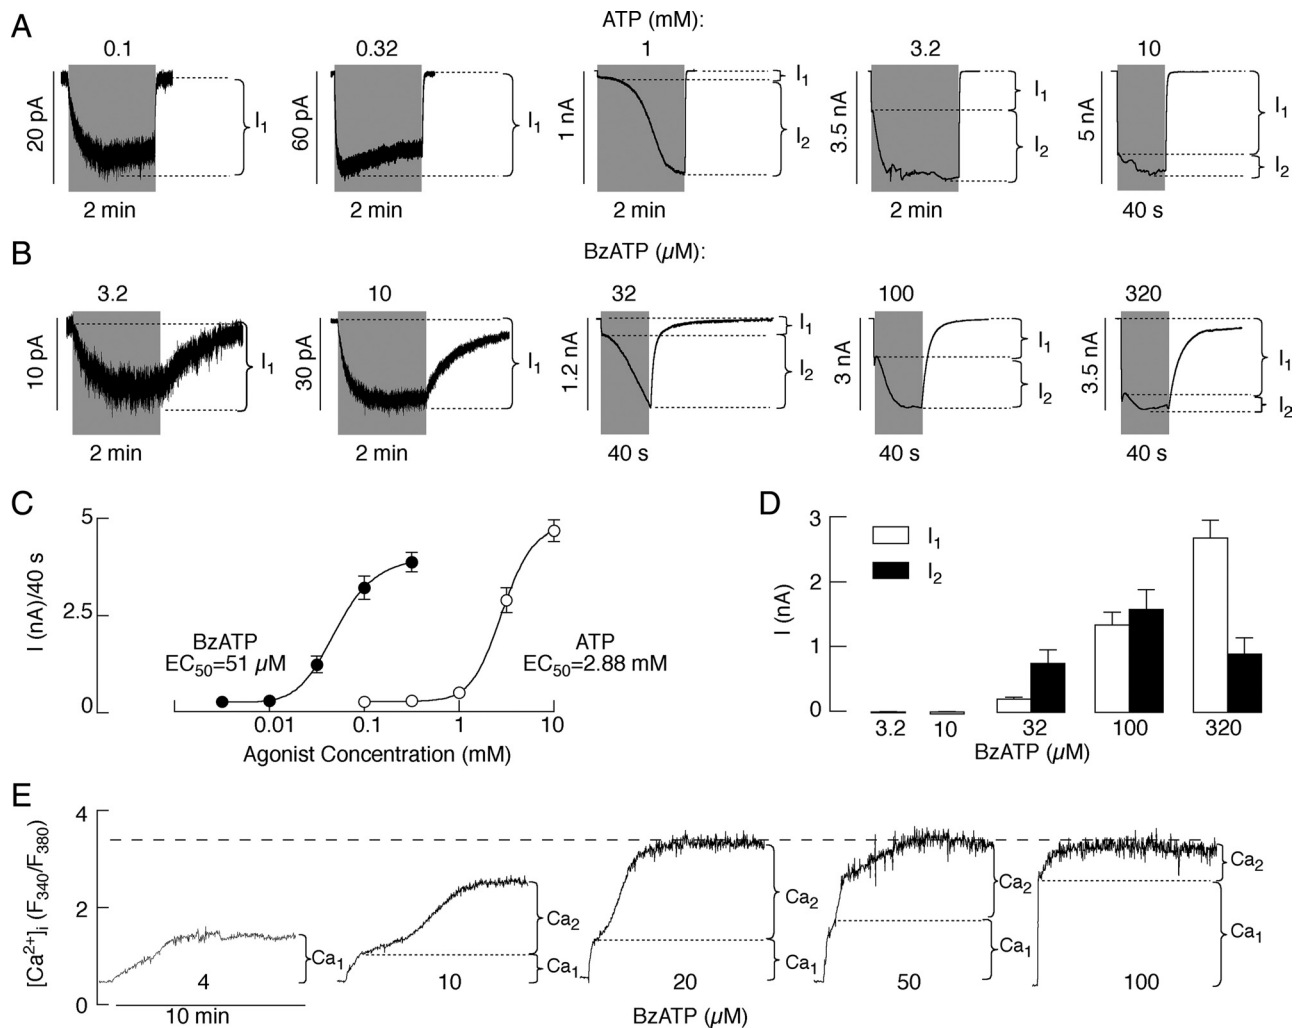 A
ATP (mM):
0.1 0.32 1 3.2 10
20 pA I₁ 60 pA I₁ 1 nA I₁ I₂ 3.5 nA I₁ I₂ 5 nA I₁ I₂
2 min 2 min 2 min 2 min 40 s
B
BzATP (µM):
3.2 10 32 100 320
10 pA I₁ 30 pA I₁ 1.2 nA I₁ I₂ 3 nA I₁ I₂ 3.5 nA I₁ I₂
2 min 2 min 40 s 40 s 40 s
C
I (nA)/40 s
5
2.5
0
BzATP
EC₅₀=51 µM
ATP
EC₅₀=2.88 mM
0.01 0.1 1 10
Agonist Concentration (mM)
D
I (nA)
3
2
1
0
I₁
I₂
3.2 10 32 100 320
BzATP (µM)
E
[Ca²⁺]ᵢ (F₃₄₀/F₃₈₀)
4
2
0
Ca₁ Ca₂ Ca₁ Ca₂ Ca₁ Ca₂ Ca₁ Ca₂ Ca₁
4 10 20 50 100
10 min
BzATP (µM)